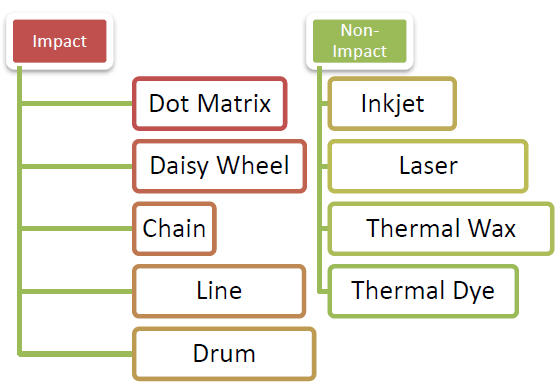 Impact
Dot Matrix
Daisy Wheel
Chain
Line
Drum
Non-
Impact
Inkjet
Laser
Thermal Wax
Thermal Dye